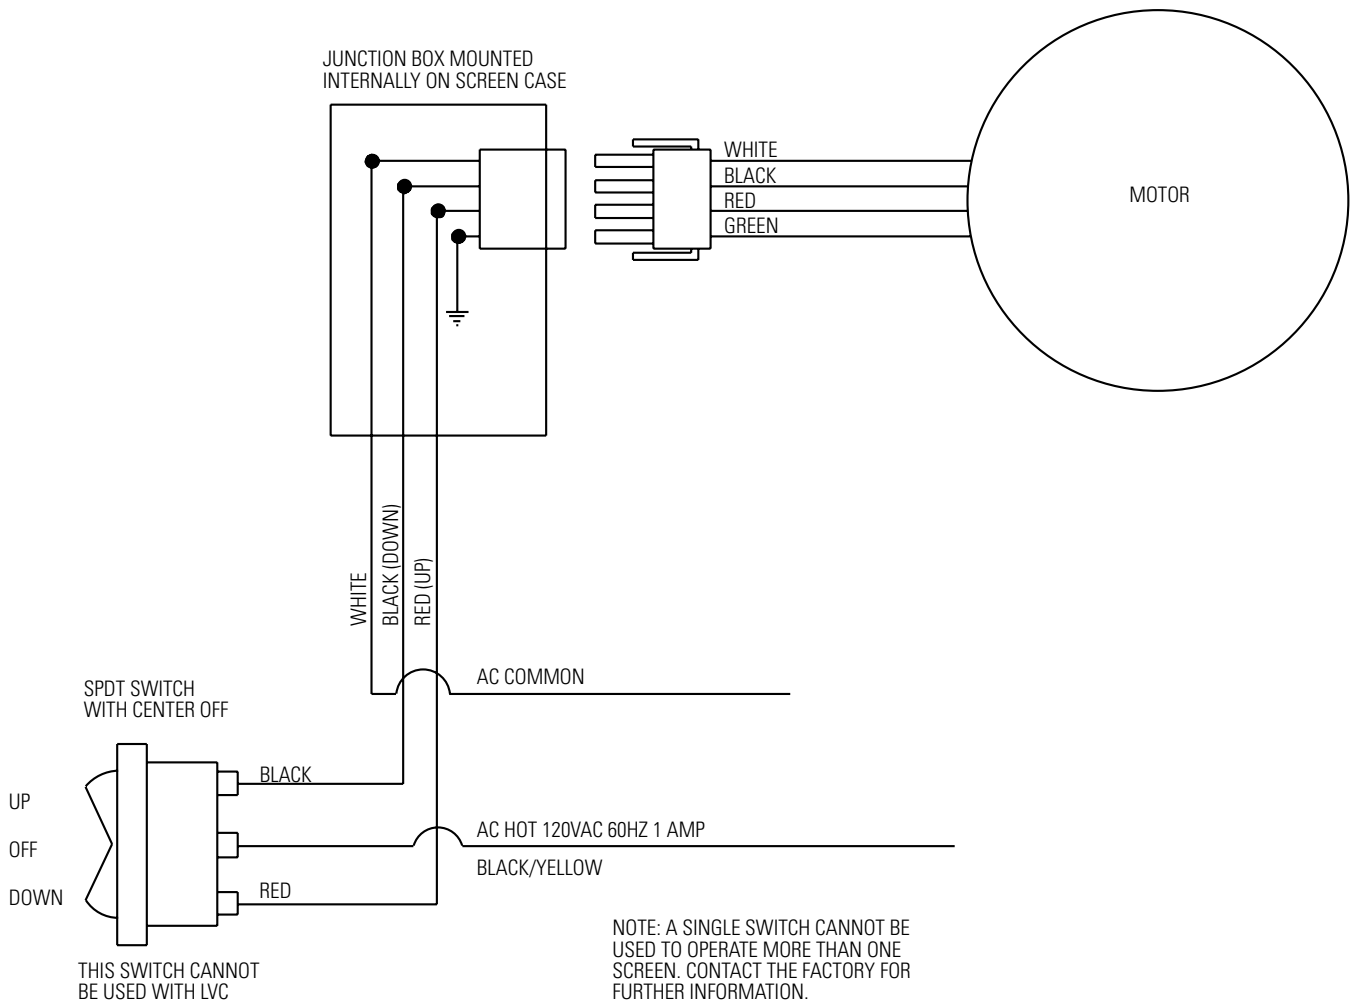 JUNCTION BOX MOUNTED
INTERNALLY ON SCREEN CASE
WHITE
BLACK
RED
GREEN
MOTOR
WHITE
BLACK (DOWN)
RED (UP)
AC COMMON
SPDT SWITCH
WITH CENTER OFF
BLACK
UP
OFF
DOWN
AC HOT 120VAC 60HZ 1 AMP
BLACK/YELLOW
RED
THIS SWITCH CANNOT
BE USED WITH LVC
NOTE: A SINGLE SWITCH CANNOT BE
USED TO OPERATE MORE THAN ONE
SCREEN. CONTACT THE FACTORY FOR
FURTHER INFORMATION.